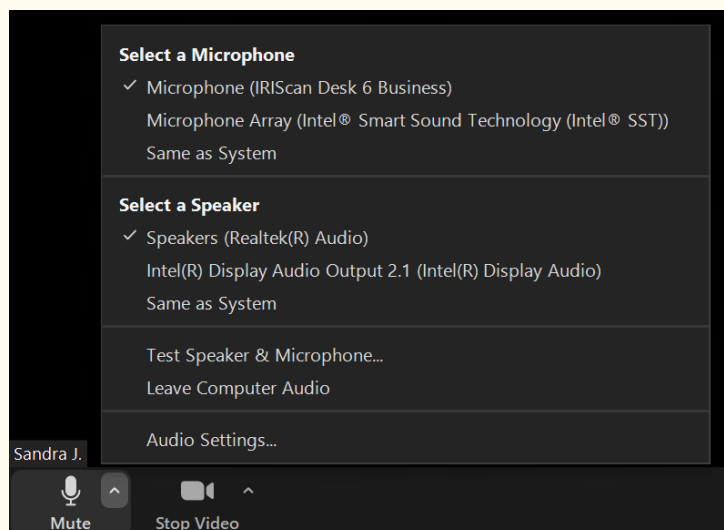 Select a Microphone
✓ Microphone (IRIScan Desk 6 Business)
Microphone Array (Intel® Smart Sound Technology (Intel® SST))
Same as System
Select a Speaker
✓ Speakers (Realtek(R) Audio)
Intel(R) Display Audio Output 2.1 (Intel(R) Display Audio)
Same as System
Test Speaker & Microphone...
Leave Computer Audio
Audio Settings...
Sandra J.
Mute Stop Video